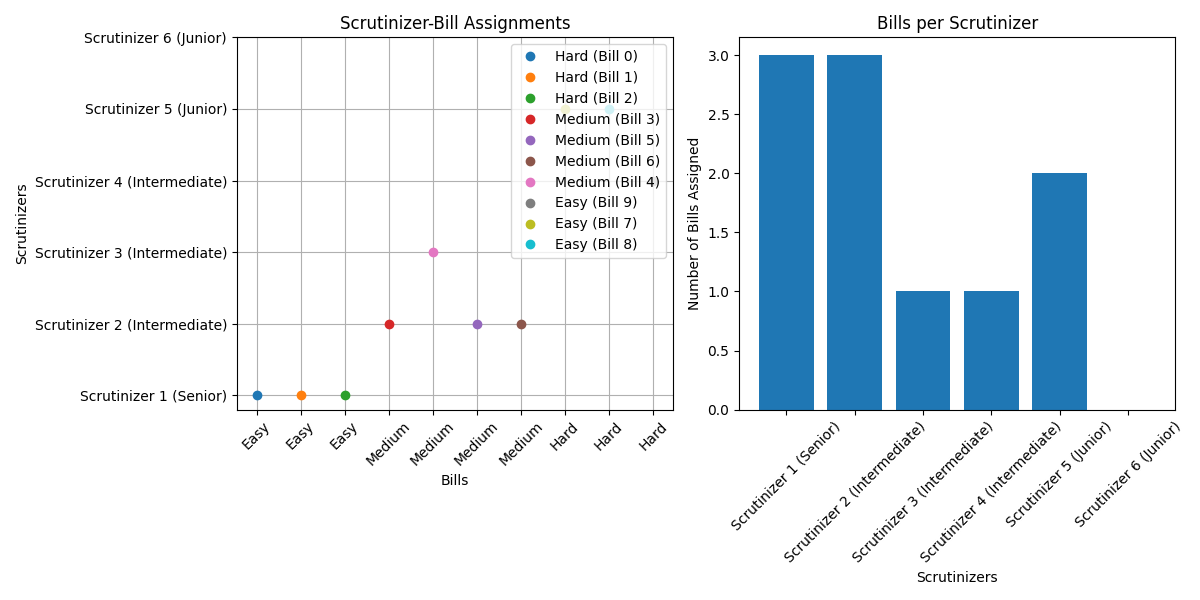 Scrutinizer-Bill Assignments
Scrutinizers
Scrutinizer 6 (Junior)
Scrutinizer 5 (Junior)
Scrutinizer 4 (Intermediate)
Scrutinizer 3 (Intermediate)
Scrutinizer 2 (Intermediate)
Scrutinizer 1 (Senior)
Hard (Bill 0)
Hard (Bill 1)
Hard (Bill 2)
Medium (Bill 3)
Medium (Bill 5)
Medium (Bill 6)
Medium (Bill 4)
Easy (Bill 9)
Easy (Bill 7)
Easy (Bill 8)
Easy
Easy
Easy
Medium
Medium
Medium
Medium
Hard
Hard
Hard
Bills
Bills per Scrutinizer
Number of Bills Assigned
3.0
2.5
2.0
1.5
1.0
0.5
0.0
Scrutinizer 1 (Senior)
Scrutinizer 2 (Intermediate)
Scrutinizer 3 (Intermediate)
Scrutinizer 4 (Intermediate)
Scrutinizer 5 (Junior)
Scrutinizer 6 (Junior)
Scrutinizers